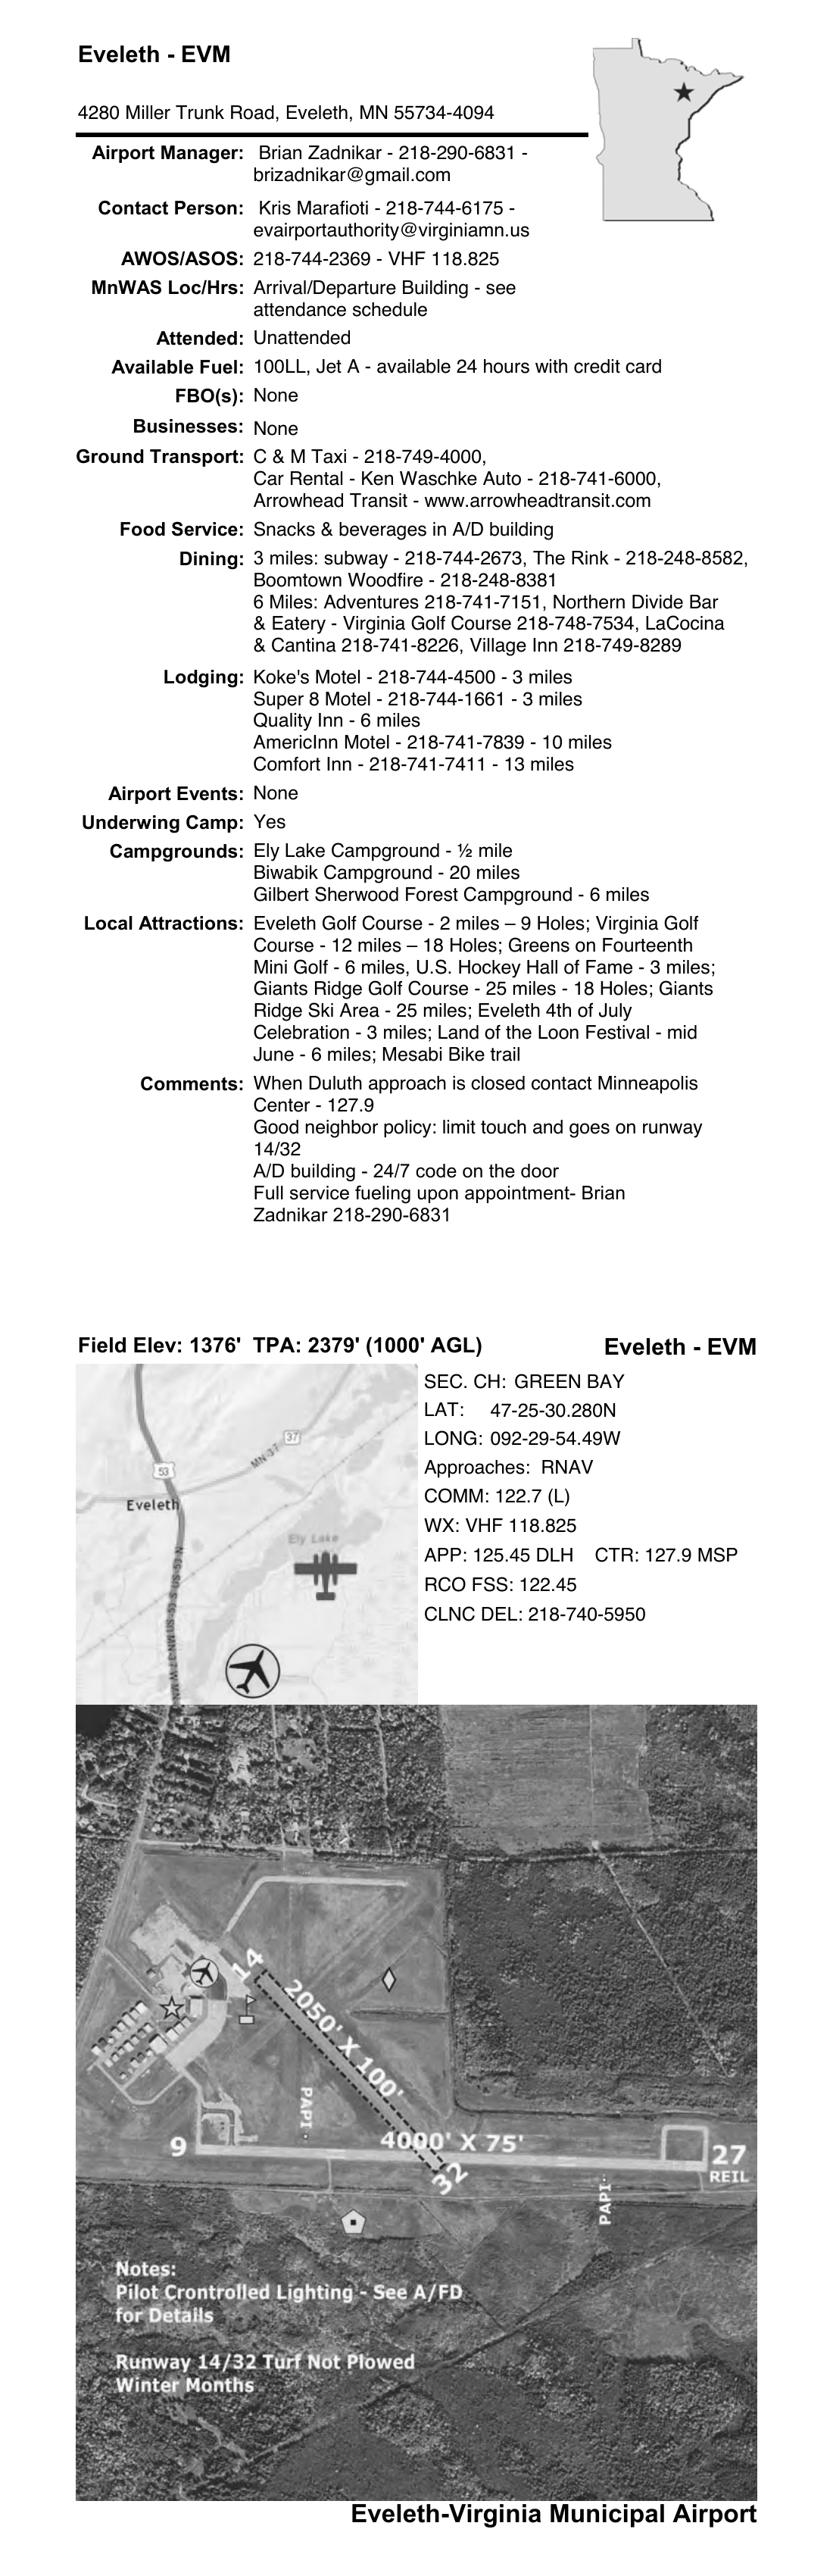 Eveleth - EVM
4280 Miller Trunk Road, Eveleth, MN 55734-4094
Airport Manager: Brian Zadnikar - 218-290-6831 -
brizadnikar@gmail.com
Contact Person: Kris Marafioti - 218-744-6175 -
evairportauthority@virginiamn.us
AWOS/ASOS: 218-744-2369 - VHF 118.825
MnWAS Loc/Hrs: Arrival/Departure Building - see
attendance schedule
Attended: Unattended
Available Fuel: 100LL, Jet A - available 24 hours with credit card
FBO(s): None
Businesses: None
Ground Transport: C & M Taxi - 218-749-4000,
Car Rental - Ken Waschke Auto - 218-741-6000,
Arrowhead Transit - www.arrowheadtransit.com
Food Service: Snacks & beverages in A/D building
Dining: 3 miles: subway - 218-744-2673, The Rink - 218-248-8582,
Boomtown Woodfire - 218-248-8381
6 Miles: Adventures 218-741-7151, Northern Divide Bar
& Eatery - Virginia Golf Course 218-748-7534, LaCocina
& Cantina 218-741-8226, Village Inn 218-749-8289
Lodging: Koke's Motel - 218-744-4500 - 3 miles
Super 8 Motel - 218-744-1661 - 3 miles
Quality Inn - 6 miles
AmericInn Motel - 218-741-7839 - 10 miles
Comfort Inn - 218-741-7411 - 13 miles
Airport Events: None
Underwing Camp: Yes
Campgrounds: Ely Lake Campground - ½ mile
Biwabik Campground - 20 miles
Gilbert Sherwood Forest Campground - 6 miles
Local Attractions: Eveleth Golf Course - 2 miles – 9 Holes; Virginia Golf
Course - 12 miles – 18 Holes; Greens on Fourteenth
Mini Golf - 6 miles, U.S. Hockey Hall of Fame - 3 miles;
Giants Ridge Golf Course - 25 miles - 18 Holes; Giants
Ridge Ski Area - 25 miles; Eveleth 4th of July
Celebration - 3 miles; Land of the Loon Festival - mid
June - 6 miles; Mesabi Bike trail
Comments: When Duluth approach is closed contact Minneapolis
Center - 127.9
Good neighbor policy: limit touch and goes on runway
14/32
A/D building - 24/7 code on the door
Full service fueling upon appointment- Brian
Zadnikar 218-290-6831
Field Elev: 1376' TPA: 2379' (1000' AGL) Eveleth - EVM
SEC. CH: GREEN BAY
LAT: 47-25-30.280N
LONG: 092-29-54.49W
Approaches: RNAV
COMM: 122.7 (L)
WX: VHF 118.825
APP: 125.45 DLH CTR: 127.9 MSP
RCO FSS: 122.45
CLNC DEL: 218-740-5950
37
MN-37
53
Eveleth
Ely Lake
14
2050' X 100'
PAPI
9
4000' X 75'
27
REIL
32
PAPI
Notes:
Pilot Crontrolled Lighting - See A/FD
for Details
Runway 14/32 Turf Not Plowed
Winter Months
Eveleth-Virginia Municipal Airport